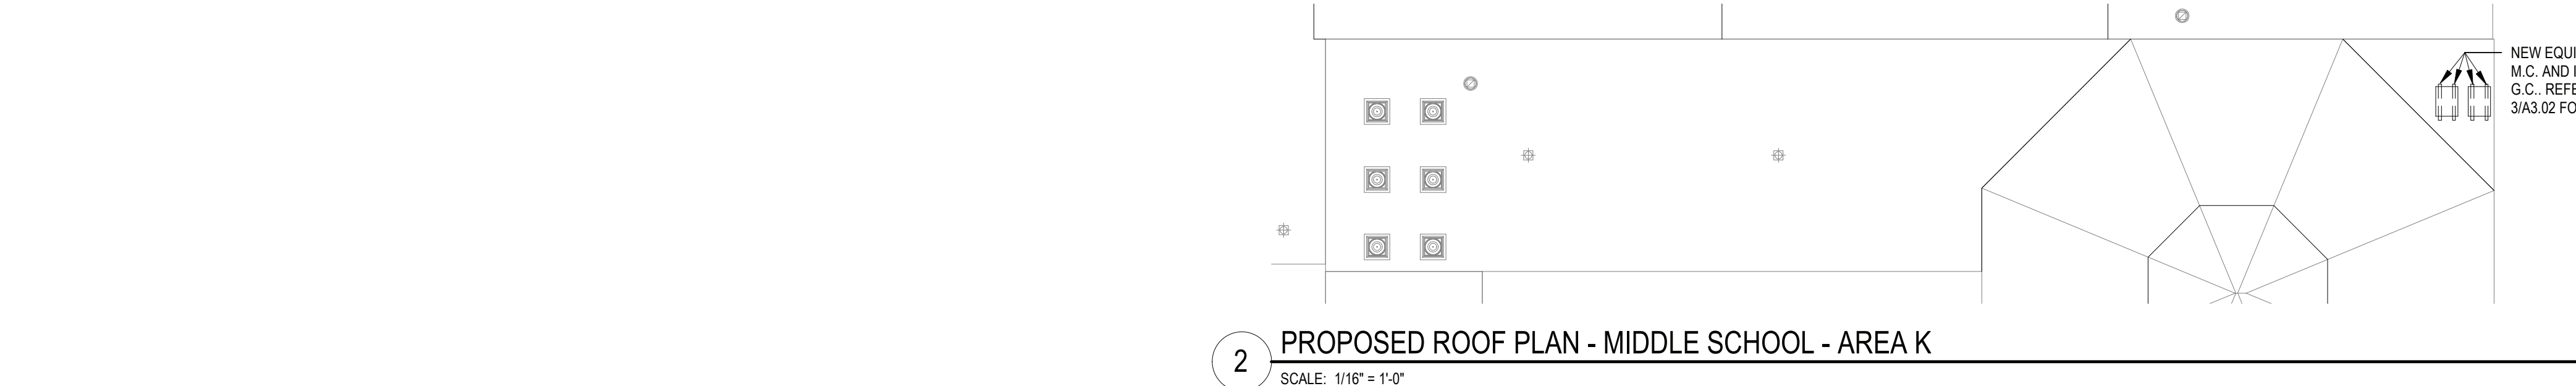 NEW EQUI
M.C. AND
G.C.. REFE
3/A3.02 FO
2
PROPOSED ROOF PLAN - MIDDLE SCHOOL - AREA K
SCALE: 1/16" = 1'-0"